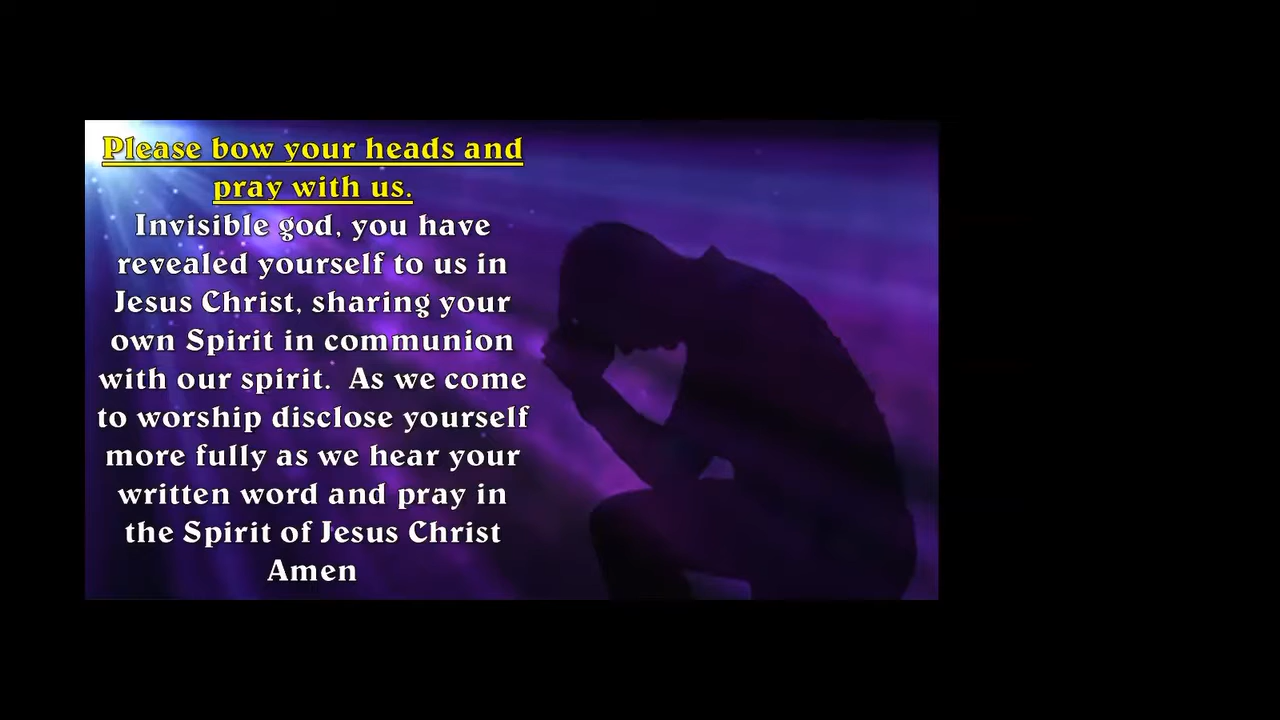 Please bow your heads and
pray with us.
Invisible god, you have
revealed yourself to us in
Jesus Christ, sharing your
own Spirit in communion
with our spirit.  As we come
to worship disclose yourself
more fully as we hear your
written word and pray in
the Spirit of Jesus Christ
Amen